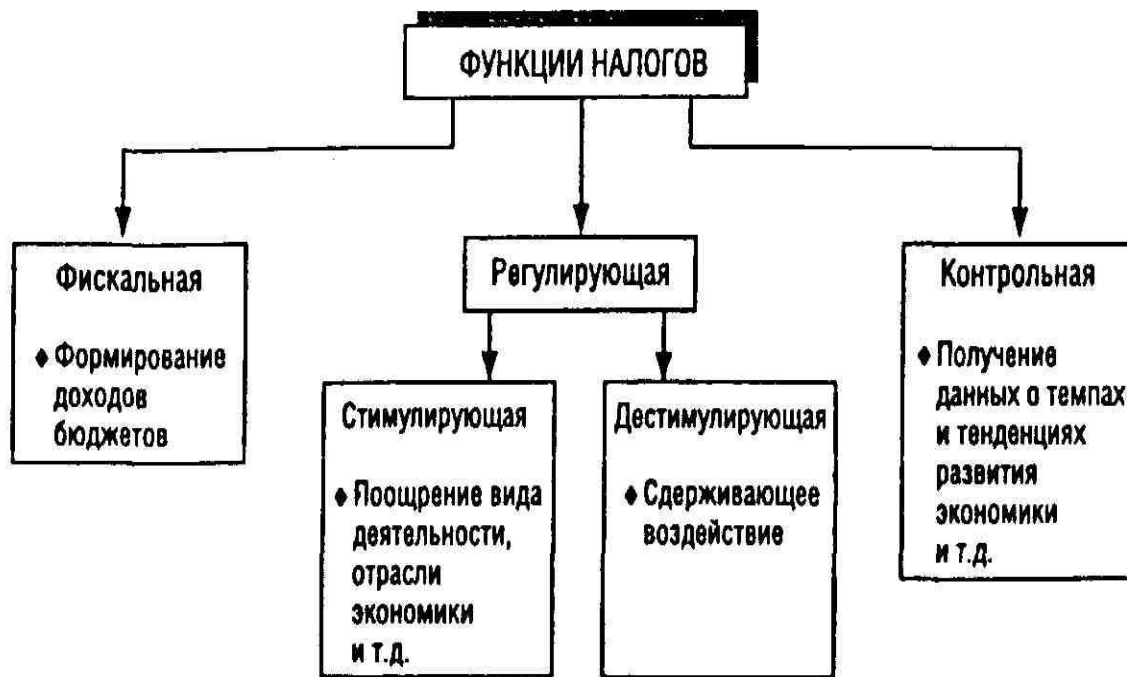 ФУНКЦИИ НАЛОГОВ
Фискальная
♦ Формирование
доходов
бюджетов
Регулирующая
Стимулирующая
♦ Поощрение вида
деятельности,
отрасли
экономики
и т.д.
Дестимулирующая
♦ Сдерживающее
воздействие
Контрольная
♦ Получение
данных о темпах
и тенденциях
развития
экономики
и т.д.